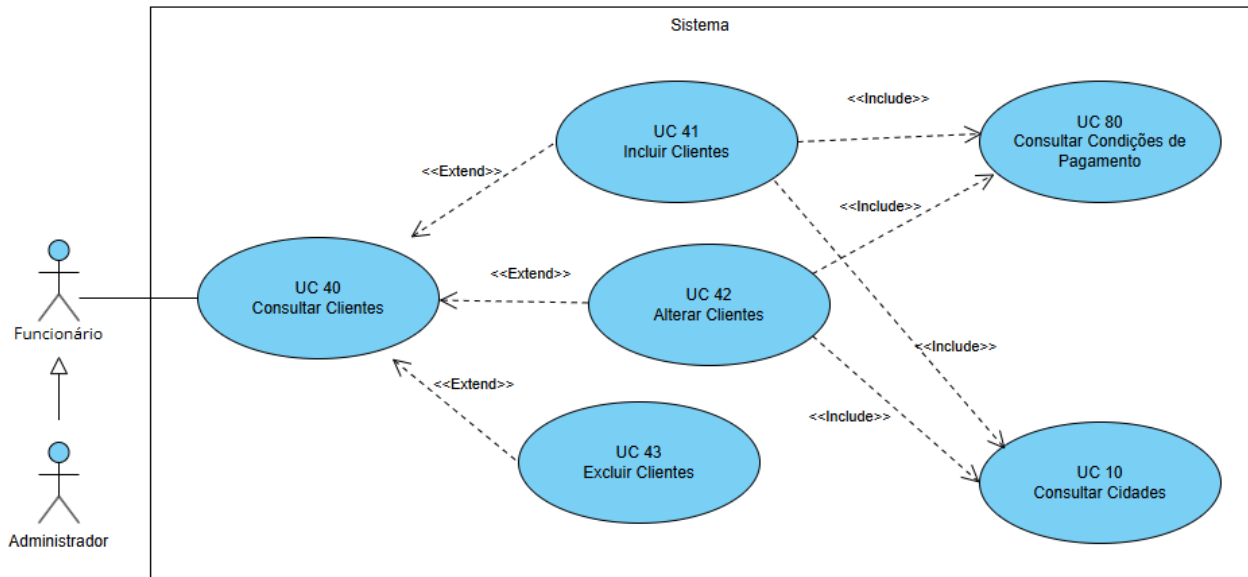 Sistema
UC 41
Incluir Clientes
<<Include>>
UC 80
Consultar Condições de
Pagamento
<<Extend>>
<<Include>>
UC 40
Consultar Clientes
<<Extend>>
UC 42
Alterar Clientes
Funcionário
<<Include>>
<<Extend>>
<<Include>>
UC 43
Excluir Clientes
UC 10
Consultar Cidades
Administrador